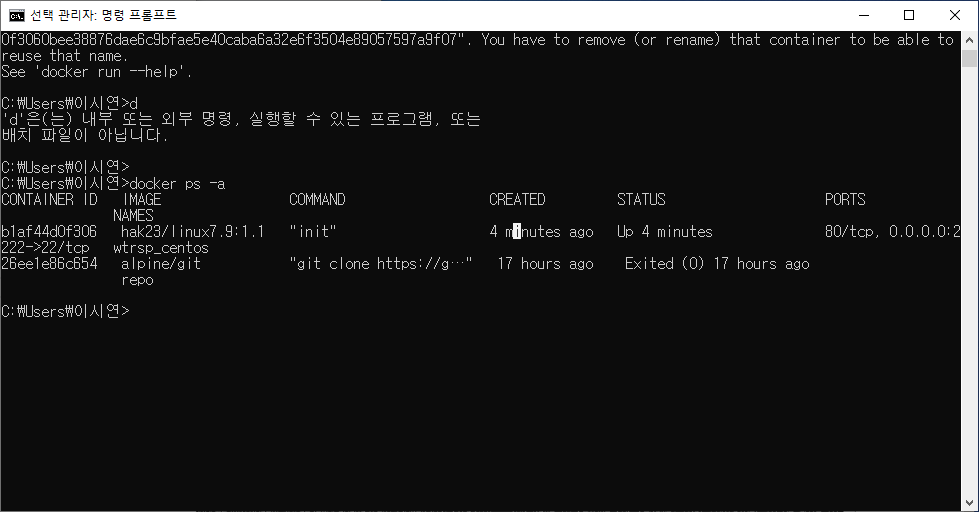 선택 관리자: 명령 프롬프트
0f3060bee38876dae6c9bfae5e40caba6a32e6f3504e89057597a9f07". You have to remove (or rename) that container to be able to
reuse that name.
See 'docker run --help'.
C:\Users\이시연>d
'd'은(는) 내부 또는 외부 명령, 실행할 수 있는 프로그램, 또는
배치 파일이 아닙니다.
C:\Users\이시연>
C:\Users\이시연>docker ps -a
CONTAINER ID   IMAGE               COMMAND                  CREATED         STATUS                    PORTS
NAMES
b1af44d0f306   hak23/linux7.9:1.1   "init"                   4 minutes ago   Up 4 minutes              80/tcp, 0.0.0.0:2
222->22/tcp   wtrsp_centos
26ee1e86c654   alpine/git           "git clone https://g…"   17 hours ago    Exited (0) 17 hours ago
repo
C:\Users\이시연>